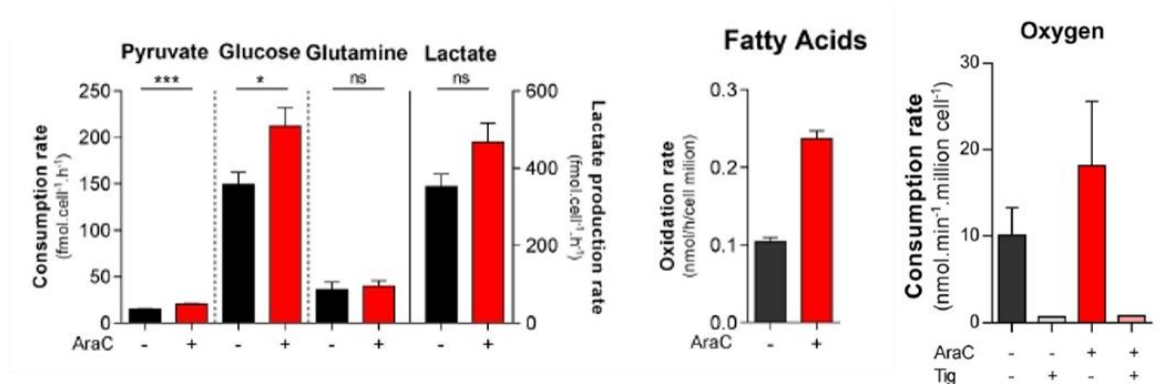 Pyruvate Glucose Glutamine Lactate
*** * ns ns
250
200
150
100
50
0
600
400
200
0
Consumption rate
(fmol.cell⁻¹.h⁻¹)
Lactate production rate
(fmol.cell⁻¹.h⁻¹)
AraC - + - + - + - +
Fatty Acids
0.3
0.2
0.1
0.0
Oxidation rate
(nmol/h/cell million)
AraC - +
Oxygen
30
20
10
0
Consumption rate
(nmol.min⁻¹.million cell⁻¹)
AraC - - + +
Tig - + - +